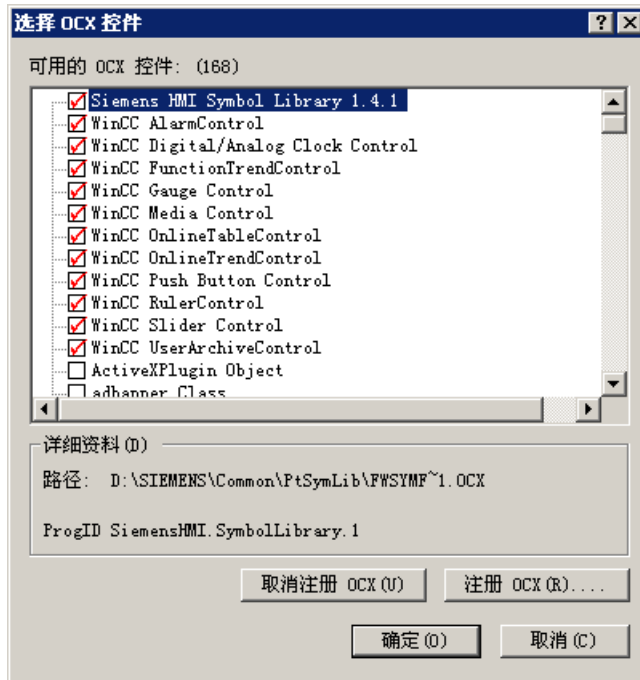 选择 OCX 控件
可用的 OCX 控件: (168)
Siemens HMI Symbol Library 1.4.1
WinCC AlarmControl
WinCC Digital/Analog Clock Control
WinCC FunctionTrendControl
WinCC Gauge Control
WinCC Media Control
WinCC OnlineTableControl
WinCC OnlineTrendControl
WinCC Push Button Control
WinCC RulerControl
WinCC Slider Control
WinCC UserArchiveControl
ActiveXPlugin Object
adbanner Class
详细资料(D)
路径: D:\SIEMENS\Common\PtSymLib\FWSYMF~1.OCX
ProgID SiemensHMI.SymbolLibrary.1
取消注册 OCX(U) 注册 OCX(R)....
确定(O) 取消(C)